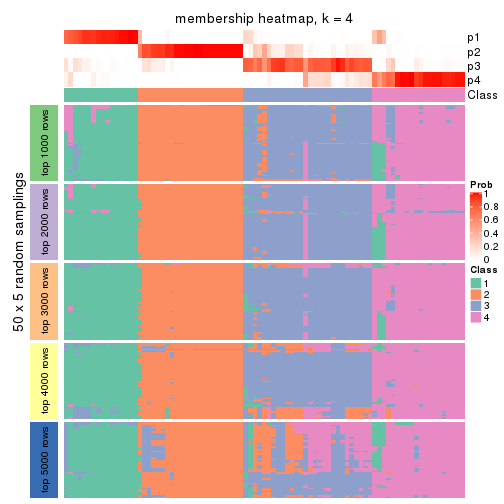 membership heatmap, k = 4
p1
p2
p3
p4
Class
50 x 5 random samplings
top 1000 rows
top 2000 rows
top 3000 rows
top 4000 rows
top 5000 rows
Prob
1
0.8
0.6
0.4
0.2
0
Class
1
2
3
4